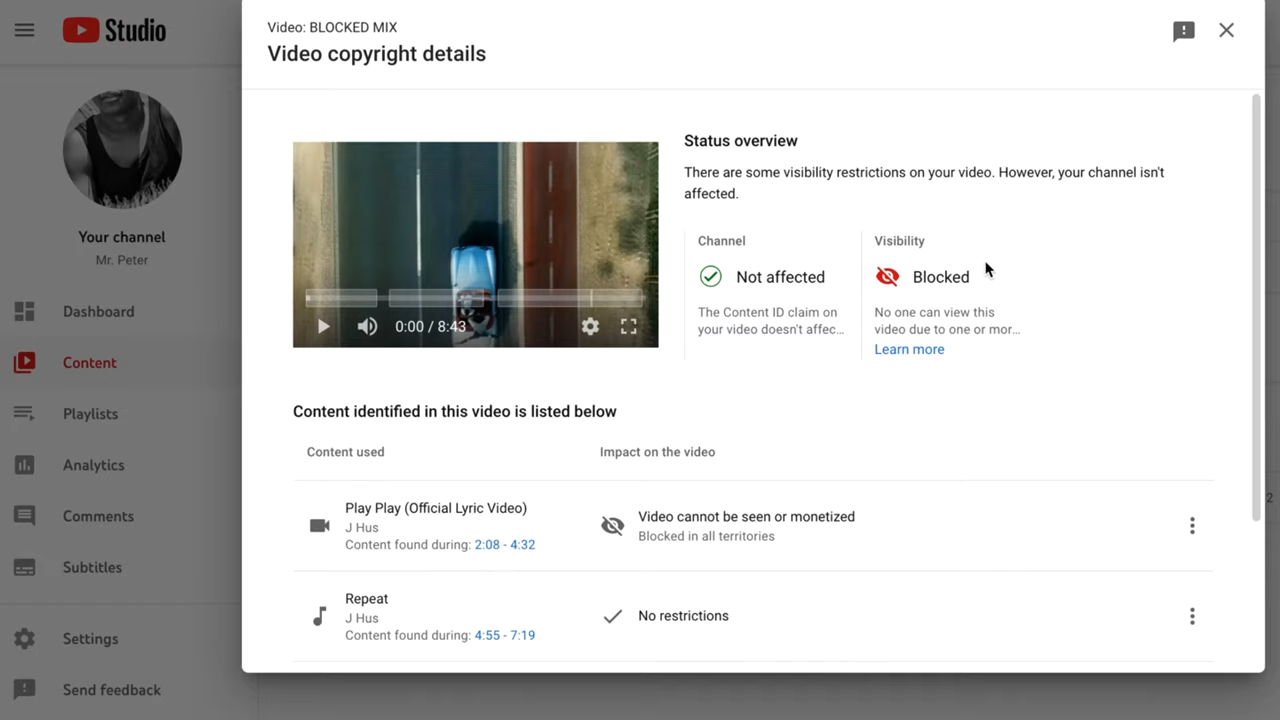 Studio
Your channel
Mr. Peter
Dashboard
Content
Playlists
Analytics
Comments
Subtitles
Settings
Send feedback
Video: BLOCKED MIX
Video copyright details
0:00 / 8:43
Status overview
There are some visibility restrictions on your video. However, your channel isn't
affected.
Channel
Not affected
The Content ID claim on
your video doesn't affec...
Visibility
Blocked
No one can view this
video due to one or mor...
Learn more
Content identified in this video is listed below
Content used Impact on the video
Play Play (Official Lyric Video)
J Hus
Content found during: 2:08 - 4:32
Video cannot be seen or monetized
Blocked in all territories
Repeat
J Hus
Content found during: 4:55 - 7:19
No restrictions
2